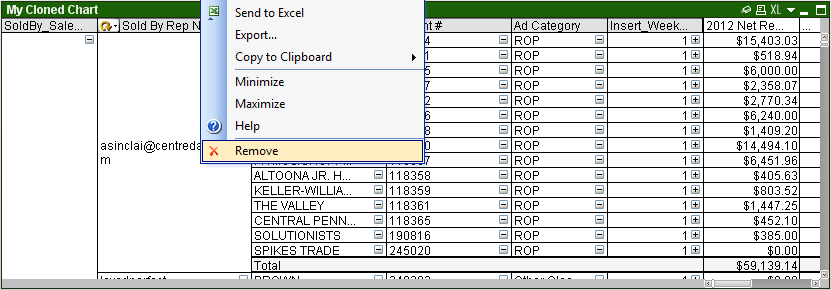 My Cloned Chart XL
SoldBy_Sale... Sold By Rep N t # Ad Category Insert_Week... 2012 Net Re... ...
Send to Excel
Export...
Copy to Clipboard
Minimize
Maximize
Help
Remove
4 ROP 1 $15,403.03
1 ROP 1 $518.94
5 ROP 1 $6,000.00
7 ROP 1 $2,358.07
2 ROP 1 $2,770.34
6 ROP 1 $6,240.00
ROP 1 $1,409.20
asinclai@centreda
m
ROP 1 $14,494.10
7 ROP 1 $6,451.96
ALTOONA JR. H... 118358 ROP 1 $405.63
KELLER-WILLIA... 118359 ROP 1 $803.52
THE VALLEY 118361 ROP 1 $1,447.25
CENTRAL PENN... 118365 ROP 1 $452.10
SOLUTIONISTS 190816 ROP 1 $385.00
SPIKES TRADE 245020 ROP 1 $0.00
Total $59,139.14